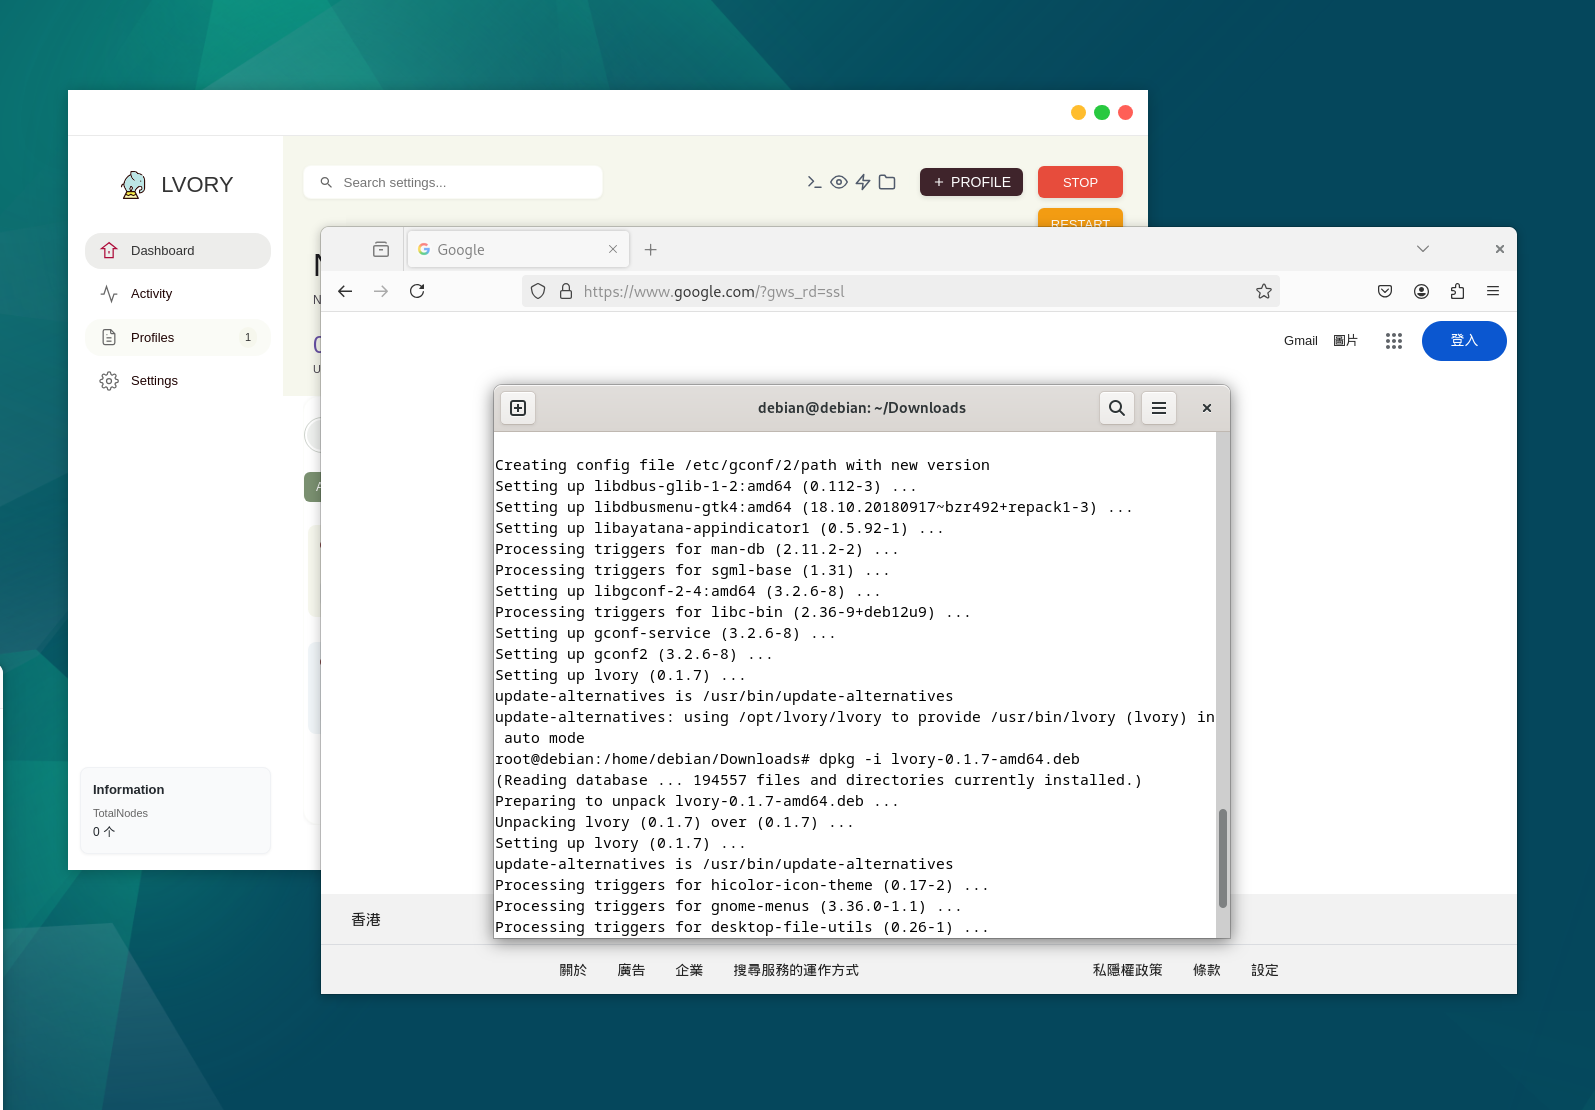 LVORY
Search settings...
+ PROFILE
STOP
RESTART
Dashboard
Activity
Profiles 1
Settings
Information
TotalNodes
0 个
Google
https://www.google.com/?gws_rd=ssl
Gmail 圖片 登入
debian@debian: ~/Downloads
Creating config file /etc/gconf/2/path with new version
Setting up libdbus-glib-1-2:amd64 (0.112-3) ...
Setting up libdbusmenu-gtk4:amd64 (18.10.20180917~bzr492+repack1-3) ...
Setting up libayatana-appindicator1 (0.5.92-1) ...
Processing triggers for man-db (2.11.2-2) ...
Processing triggers for sgml-base (1.31) ...
Setting up libgconf-2-4:amd64 (3.2.6-8) ...
Processing triggers for libc-bin (2.36-9+deb12u9) ...
Setting up gconf-service (3.2.6-8) ...
Setting up gconf2 (3.2.6-8) ...
Setting up lvory (0.1.7) ...
update-alternatives is /usr/bin/update-alternatives
update-alternatives: using /opt/lvory/lvory to provide /usr/bin/lvory (lvory) in
auto mode
root@debian:/home/debian/Downloads# dpkg -i lvory-0.1.7-amd64.deb
(Reading database ... 194557 files and directories currently installed.)
Preparing to unpack lvory-0.1.7-amd64.deb ...
Unpacking lvory (0.1.7) over (0.1.7) ...
Setting up lvory (0.1.7) ...
update-alternatives is /usr/bin/update-alternatives
Processing triggers for hicolor-icon-theme (0.17-2) ...
Processing triggers for gnome-menus (3.36.0-1.1) ...
Processing triggers for desktop-file-utils (0.26-1) ...
香港
關於 廣告 企業 搜尋服務的運作方式 私隱權政策 條款 設定